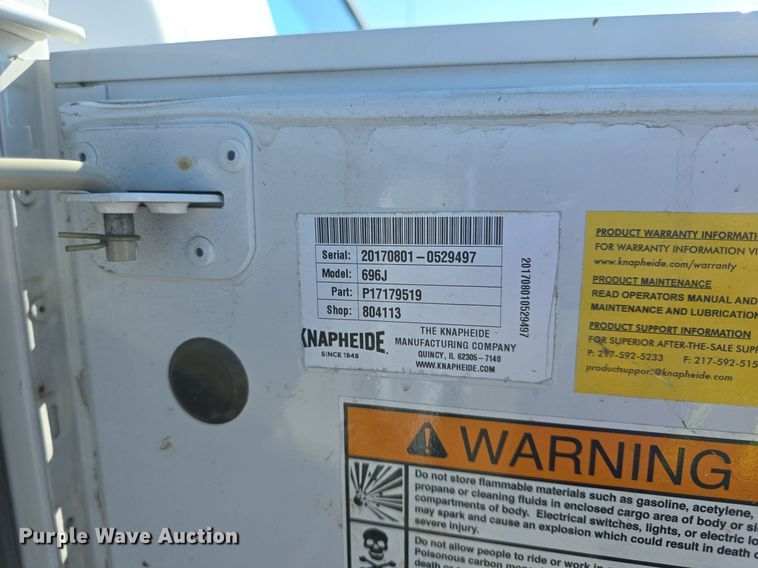 Serial: 20170801-0529497
Model: 696J
Part: P17179519
Shop: 804113
201708010529497
KNAPHEIDE
SINCE 1848
THE KNAPHEIDE
MANUFACTURING COMPANY
QUINCY, IL 62305-7140
WWW.KNAPHEIDE.COM
PRODUCT WARRANTY INFORMATI
FOR WARRANTY INFORMATION VI
www.knapheide.com/warranty
PRODUCT MAINTENANCE
READ OPERATORS MANUAL AND
MAINTENANCE AND LUBRICATION
PRODUCT SUPPORT INFORMATION
FOR SUPERIOR AFTER-THE-SALE SUPP
P: 217-592-5233 F: 217-592-515
productsupport@knapheide.com
WARNING
Do not store flammable materials such as gasoline, acetylene,
propane or cleaning fluids in enclosed cargo area of body or si
compartments of body. Electrical switches, lights, or electric lo
may spark and cause an explosion which could result in death o
severe injury.
Do not allow people to ride or work in
Poisonous carbon mon
death or
Purple Wave Auction